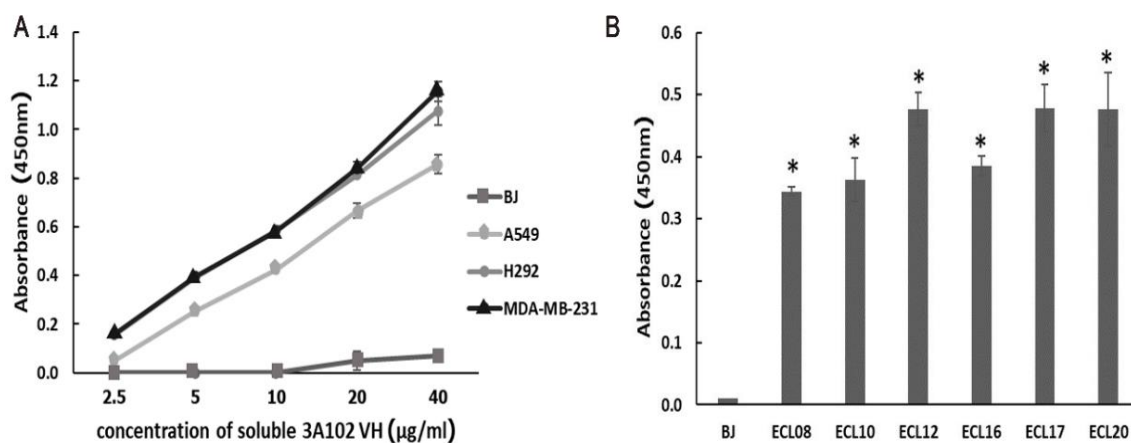 A
Absorbance (450nm)
1.4
1.2
1.0
0.8
0.6
0.4
0.2
0.0
2.5 5 10 20 40
concentration of soluble 3A102 VH (μg/ml)
BJ
A549
H292
MDA-MB-231
B
Absorbance (450nm)
0.6
0.5
0.4
0.3
0.2
0.1
0.0
* * * * * *
BJ ECL08 ECL10 ECL12 ECL16 ECL17 ECL20